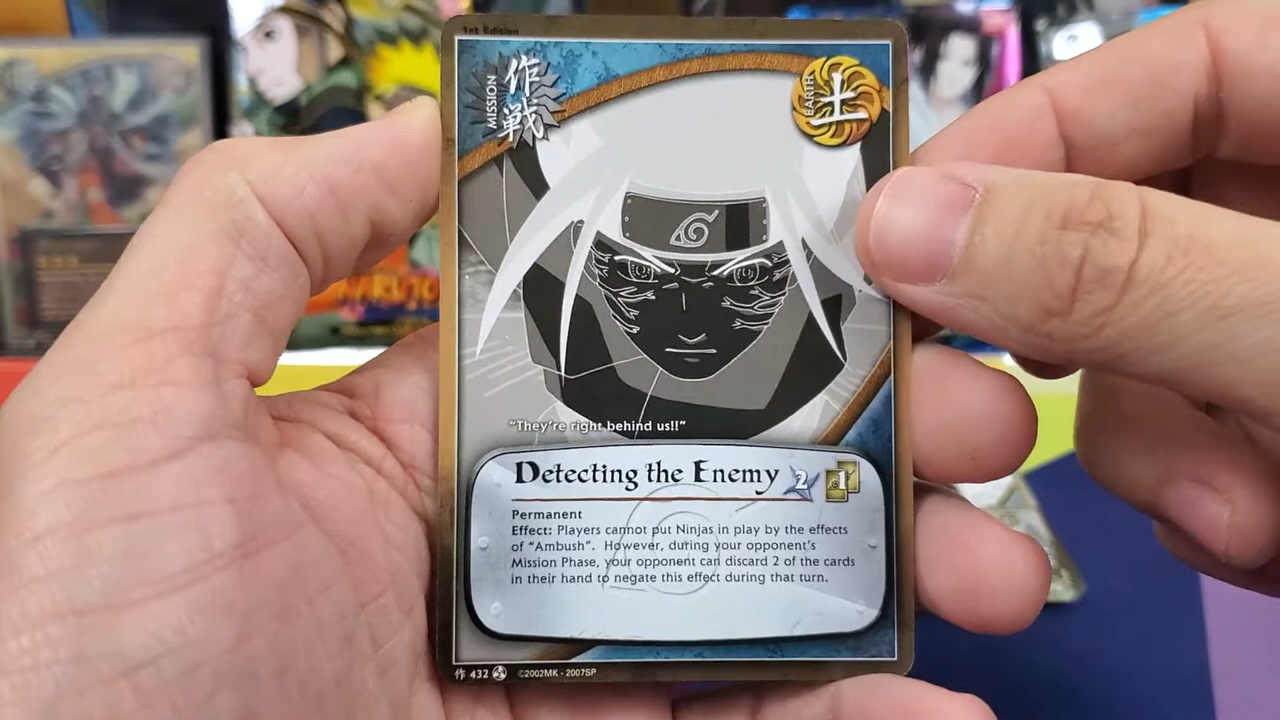 1st Edition
MISSION
作戦
EARTH
土
"They're right behind us!!"
Detecting the Enemy 2 1
Permanent
Effect: Players cannot put Ninjas in play by the effects
of "Ambush". However, during your opponent's
Mission Phase, your opponent can discard 2 of the cards
in their hand to negate this effect during that turn.
作 432 ©2002MK - 2007SP